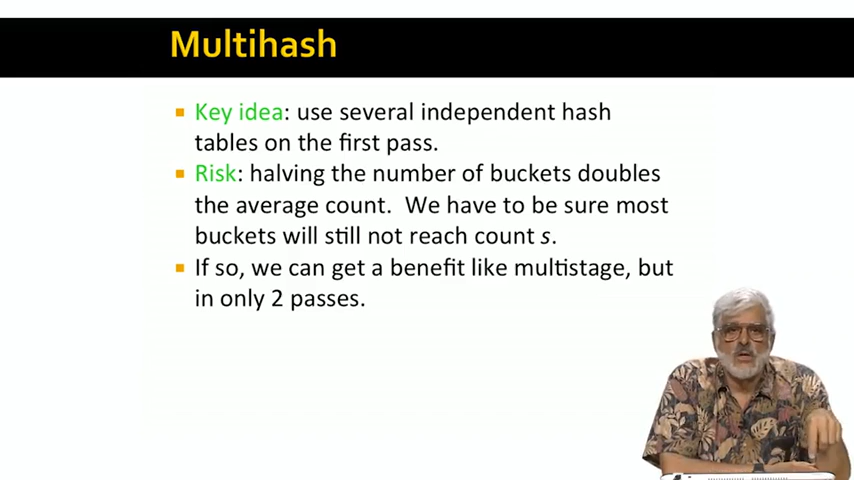 Multihash
Key idea: use several independent hash
tables on the first pass.
Risk: halving the number of buckets doubles
the average count. We have to be sure most
buckets will still not reach count s.
If so, we can get a benefit like multistage, but
in only 2 passes.